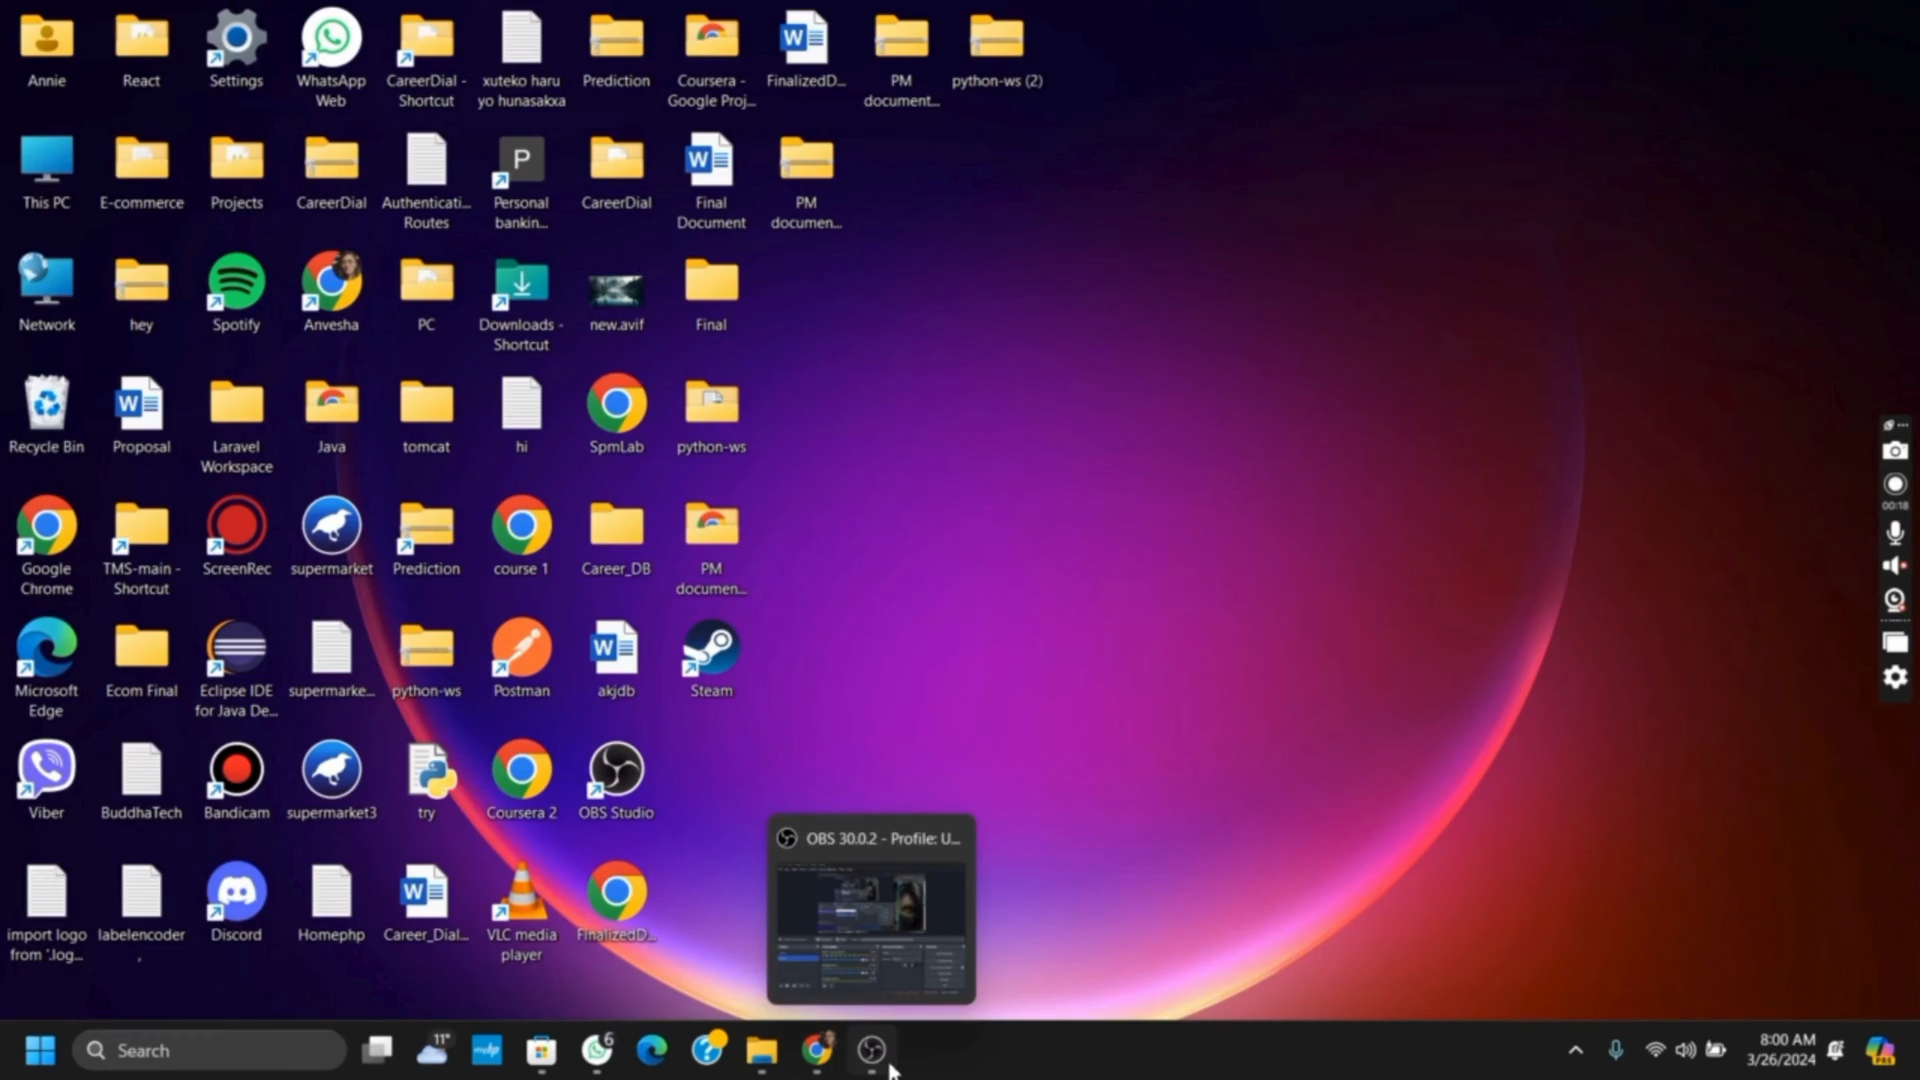 Annie
React
Settings
WhatsApp
Web
CareerDial -
Shortcut
xuteko haru
yo hunasakxa
Prediction
Coursera -
Google Proj...
FinalizedD...
PM
document...
python-ws (2)
This PC
E-commerce
Projects
CareerDial
Authenticati...
Routes
P
Personal
bankin...
CareerDial
Final
Document
PM
documen...
Network
hey
Spotify
Anvesha
PC
Downloads -
Shortcut
new.avif
Final
Recycle Bin
Proposal
Laravel
Workspace
Java
tomcat
hi
SpmLab
python-ws
Google
Chrome
TMS-main -
Shortcut
ScreenRec
supermarket
Prediction
course 1
Career_DB
PM
documen...
Microsoft
Edge
Ecom Final
Eclipse IDE
for Java De...
supermarke...
python-ws
Postman
akjdb
Steam
Viber
BuddhaTech
Bandicam
supermarket3
try
Coursera 2
OBS Studio
import logo
from '.log...
labelencoder
,
Discord
Homephp
Career_Dial...
VLC media
player
FinalizedD...
OBS 30.0.2 - Profile: U...
00:18
Search
11°
myhp
6
8:00 AM
3/26/2024
PRE